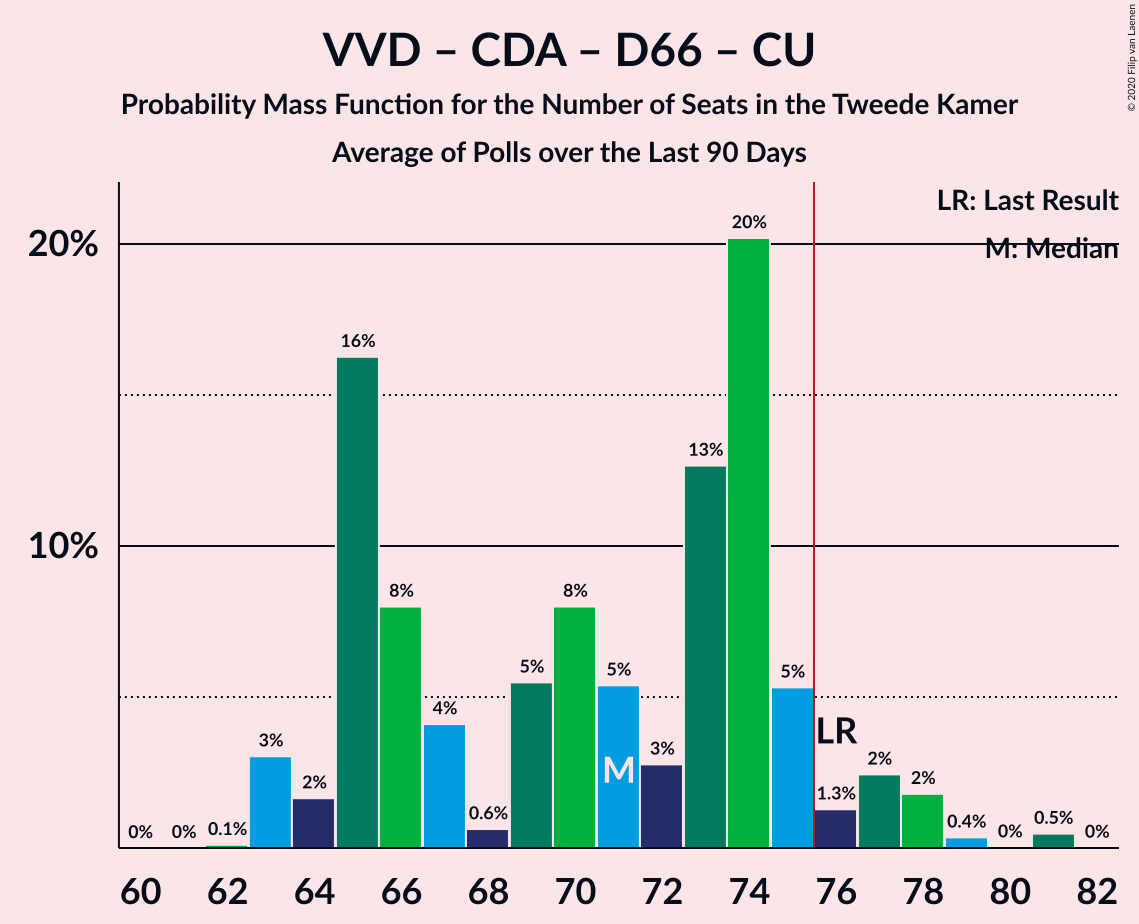 VVD – CDA – D66 – CU
Probability Mass Function for the Number of Seats in the Tweede Kamer
Average of Polls over the Last 90 Days
© 2020 Filip van Laenen
LR: Last Result
M: Median
20%
10%
0%
0%
0.1%
3%
2%
16%
8%
4%
0.6%
5%
8%
5%
3%
13%
20%
5%
1.3%
2%
2%
0.4%
0%
0.5%
0%
M
LR
60 62 64 66 68 70 72 74 76 78 80 82